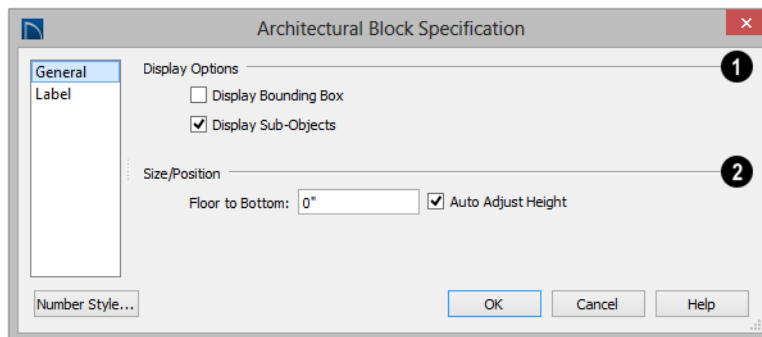 Architectural Block Specification
General
Label
Display Options
1
Display Bounding Box
Display Sub-Objects
Size/Position
2
Floor to Bottom: 0" Auto Adjust Height
Number Style... OK Cancel Help